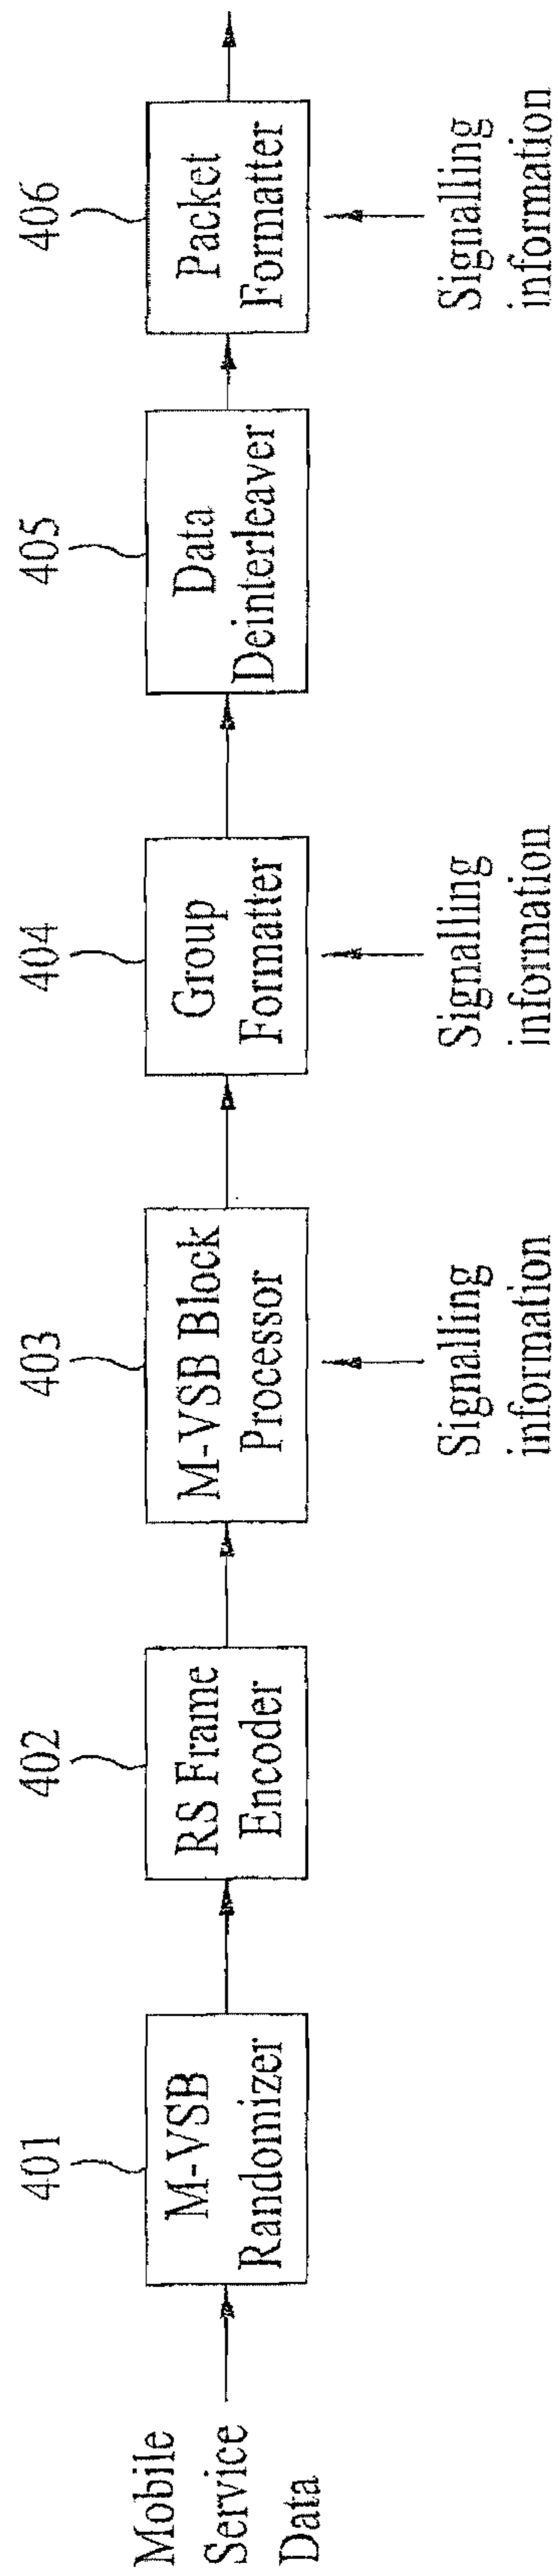 401
402
403
404
405
406
Mobile
Service
Data
M-VSB
Randomizer
RS Frame
Encoder
M-VSB Block
Processor
Group
Formatter
Data
Deinterleaver
Packet
Formatter
Signalling
information
Signalling
information
Signalling
information